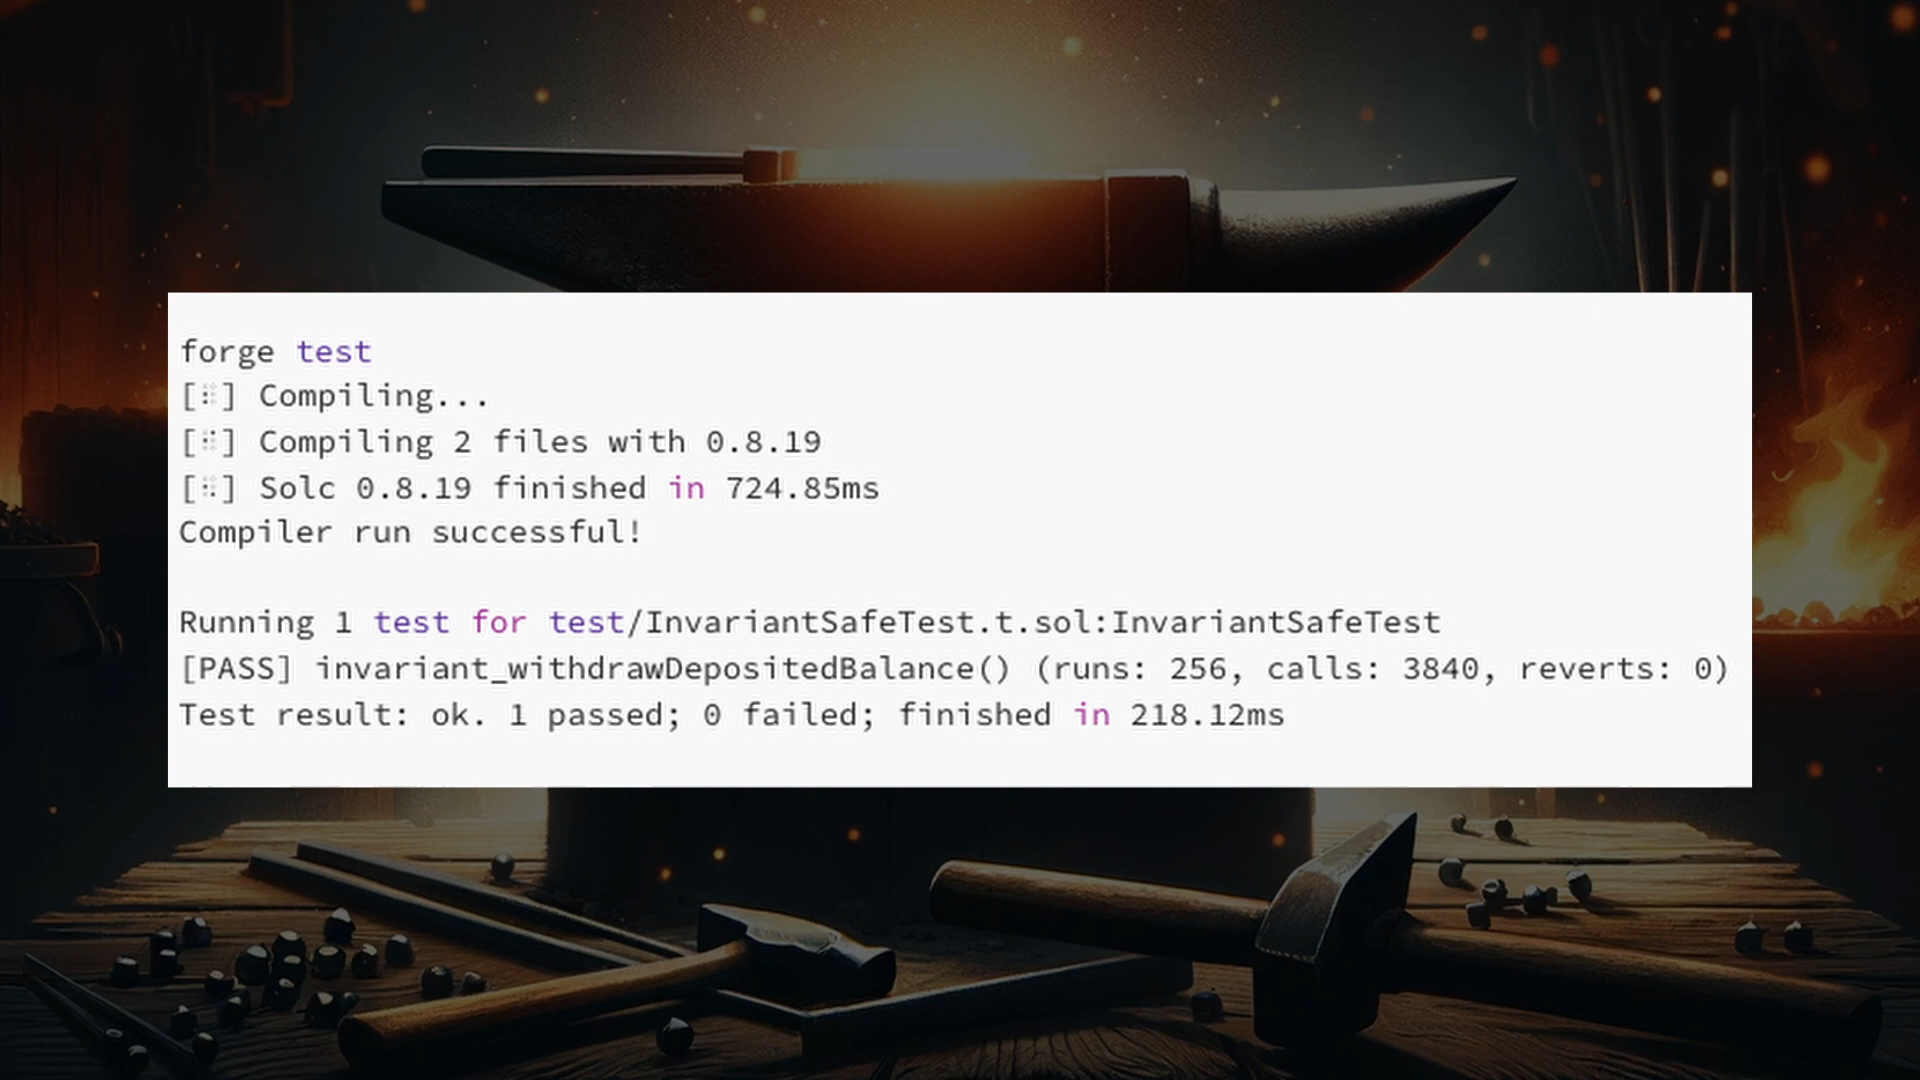 forge test
[⠆] Compiling...
[⠃] Compiling 2 files with 0.8.19
[⠊] Solc 0.8.19 finished in 724.85ms
Compiler run successful!
Running 1 test for test/InvariantSafeTest.t.sol:InvariantSafeTest
[PASS] invariant_withdrawDepositedBalance() (runs: 256, calls: 3840, reverts: 0)
Test result: ok. 1 passed; 0 failed; finished in 218.12ms